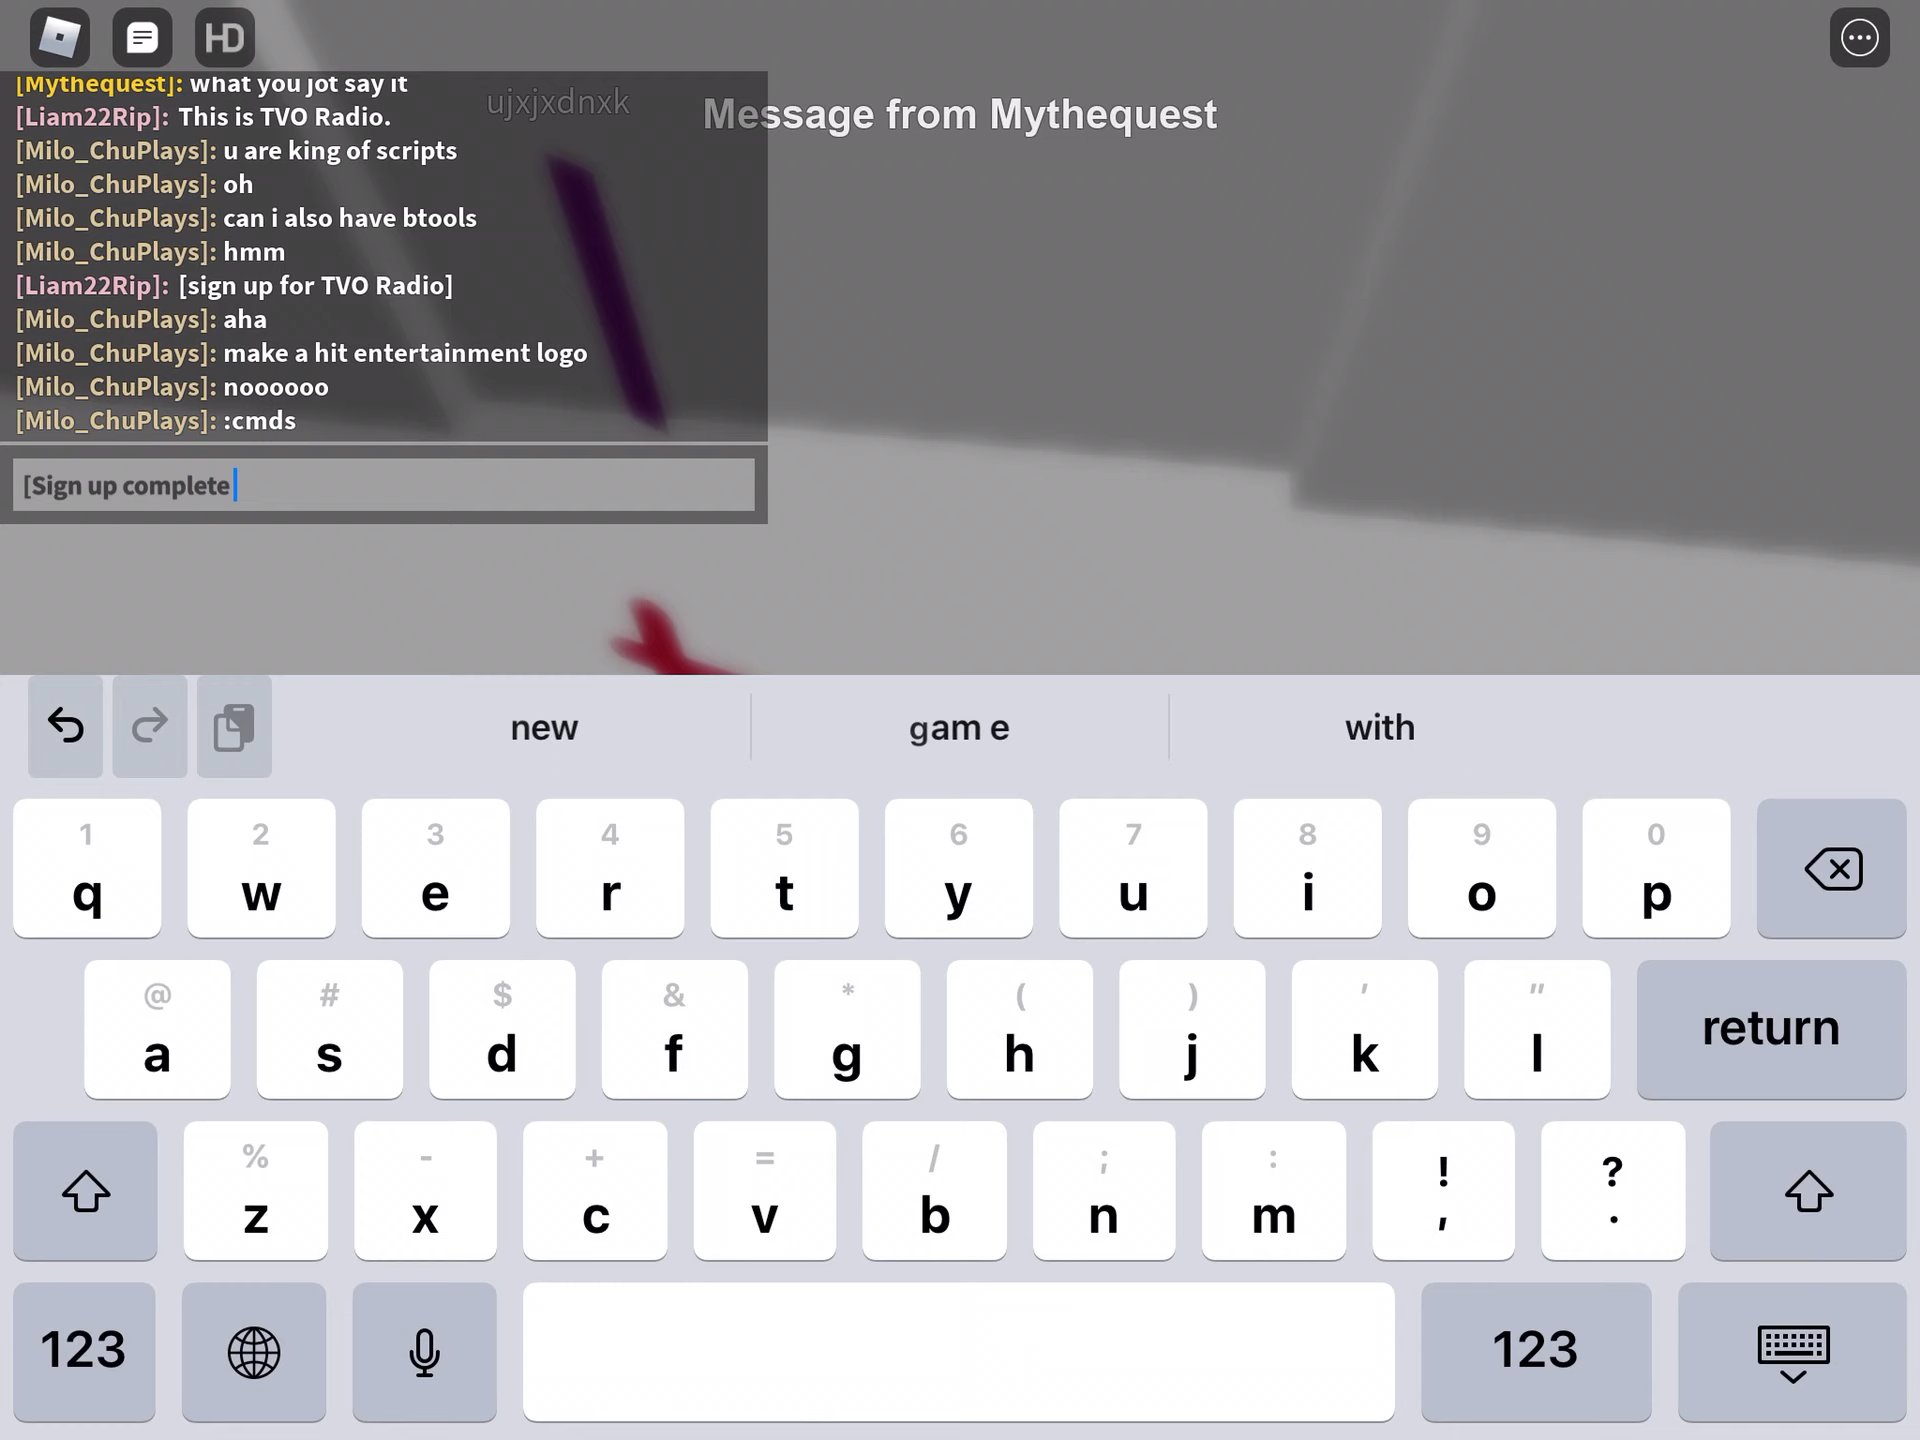 HD
[Mythequest]: what you jot say it
[Liam22Rip]: This is TVO Radio.
[Milo_ChuPlays]: u are king of scripts
[Milo_ChuPlays]: oh
[Milo_ChuPlays]: can i also have btools
[Milo_ChuPlays]: hmm
[Liam22Rip]: [sign up for TVO Radio]
[Milo_ChuPlays]: aha
[Milo_ChuPlays]: make a hit entertainment logo
[Milo_ChuPlays]: noooooo
[Milo_ChuPlays]: :cmds
[Sign up complete
ujxjxdnxk
Message from Mythequest
new gam e with
1 2 3 4 5 6 7 8 9 0
q w e r t y u i o p
@ # $ & * ( ) ' "
a s d f g h j k l return
% - + = / ; : ! ?
z x c v b n m , .
123 123